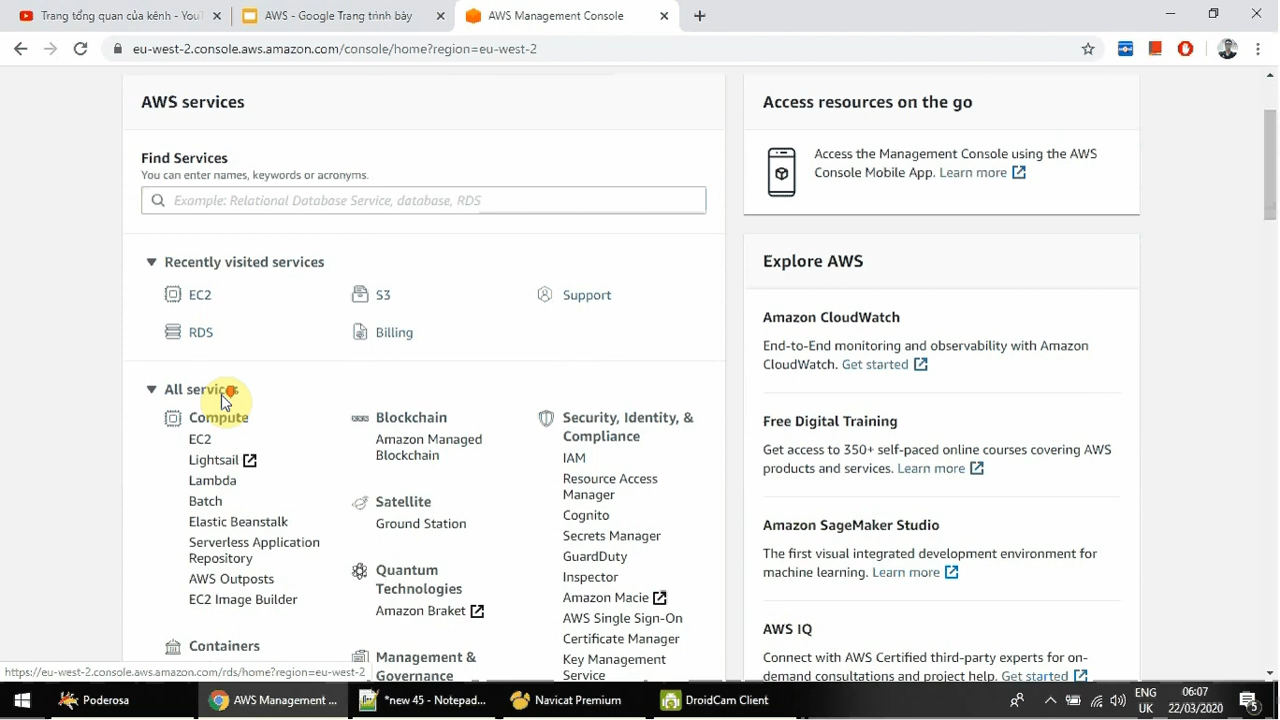 Trang tổng quan của kênh - You
AWS - Google Trang trình bày
AWS Management Console
eu-west-2.console.aws.amazon.com/console/home?region=eu-west-2
AWS services
Find Services
You can enter names, keywords or acronyms.
Example: Relational Database Service, database, RDS
Recently visited services
EC2
S3
Support
RDS
Billing
All services
Compute
EC2
Lightsail
Lambda
Batch
Elastic Beanstalk
Serverless Application
Repository
AWS Outposts
EC2 Image Builder
Containers
Blockchain
Amazon Managed
Blockchain
Satellite
Ground Station
Quantum
Technologies
Amazon Braket
Management &
Governance
Security, Identity, &
Compliance
IAM
Resource Access
Manager
Cognito
Secrets Manager
GuardDuty
Inspector
Amazon Macie
AWS Single Sign-On
Certificate Manager
Key Management
Service
Access resources on the go
Access the Management Console using the AWS
Console Mobile App. Learn more
Explore AWS
Amazon CloudWatch
End-to-End monitoring and observability with Amazon
CloudWatch. Get started
Free Digital Training
Get access to 350+ self-paced online courses covering AWS
products and services. Learn more
Amazon SageMaker Studio
The first visual integrated development environment for
machine learning. Learn more
AWS IQ
Connect with AWS Certified third-party experts for on-
demand consultations and project help. Get started
https://eu-west-2.console.aws.amazon.com/rds/home?region=eu-west-2
Poderosa
AWS Management ...
*new 45 - Notepad...
Navicat Premium
DroidCam Client
ENG
UK
06:07
22/03/2020
5